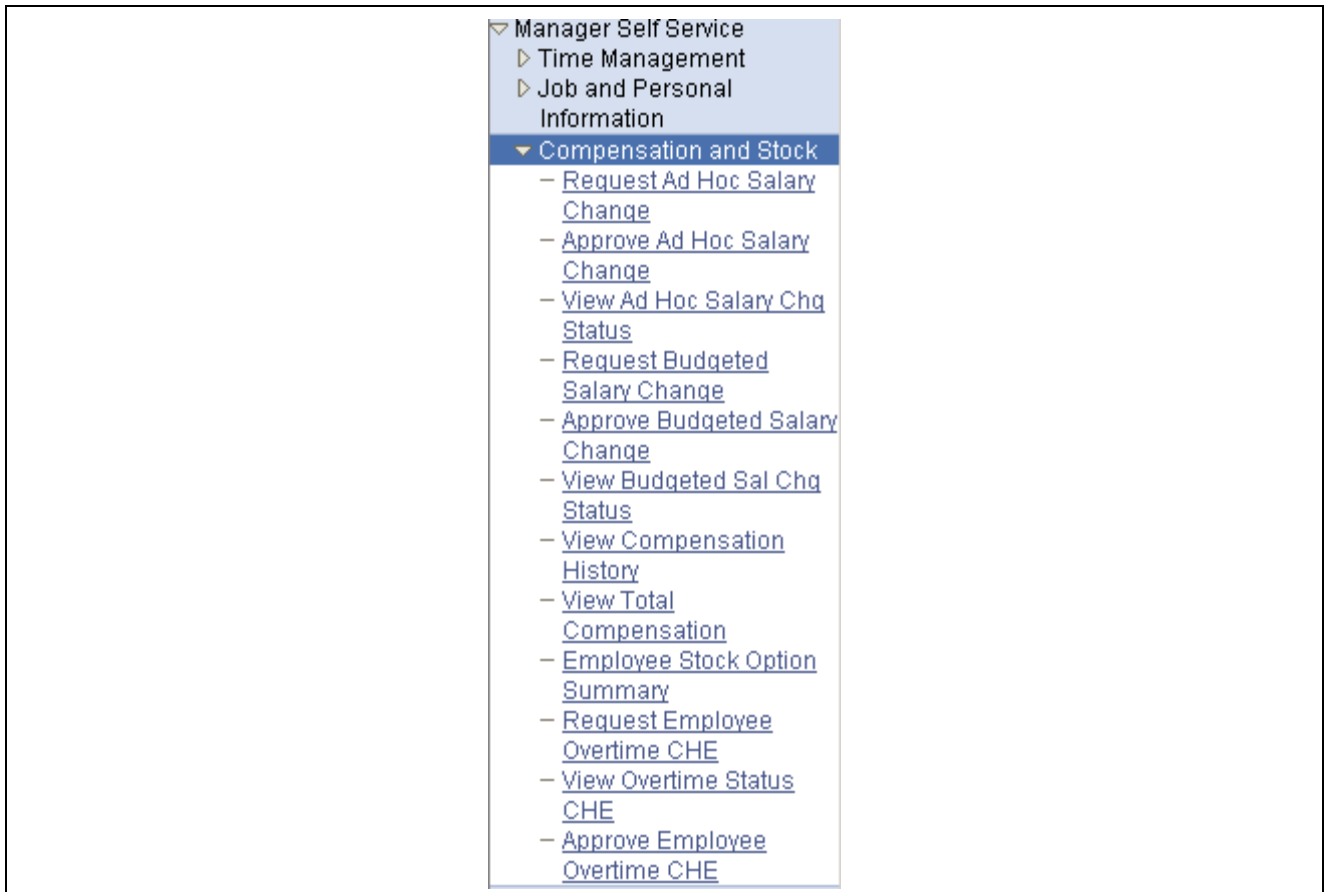 Manager Self Service
Time Management
Job and Personal
Information
Compensation and Stock
Request Ad Hoc Salary
Change
Approve Ad Hoc Salary
Change
View Ad Hoc Salary Chg
Status
Request Budgeted
Salary Change
Approve Budgeted Salary
Change
View Budgeted Sal Chg
Status
View Compensation
History
View Total
Compensation
Employee Stock Option
Summary
Request Employee
Overtime CHE
View Overtime Status
CHE
Approve Employee
Overtime CHE